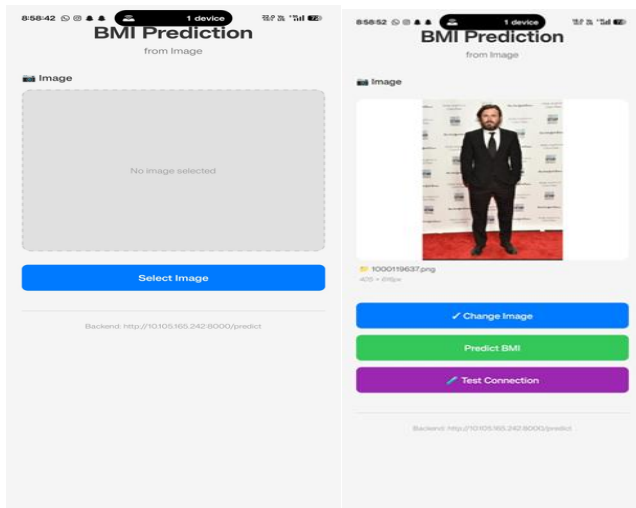 8:58:42
1 device
BMI Prediction
from Image
Image
No image selected
Select Image
Backend: http://10.105.165.242:8000/predict
8:58:52
1 device
BMI Prediction
from Image
Image
1000119637.png
Change Image
Predict BMI
Test Connection
Backend: http://10.105.165.242:8000/predict